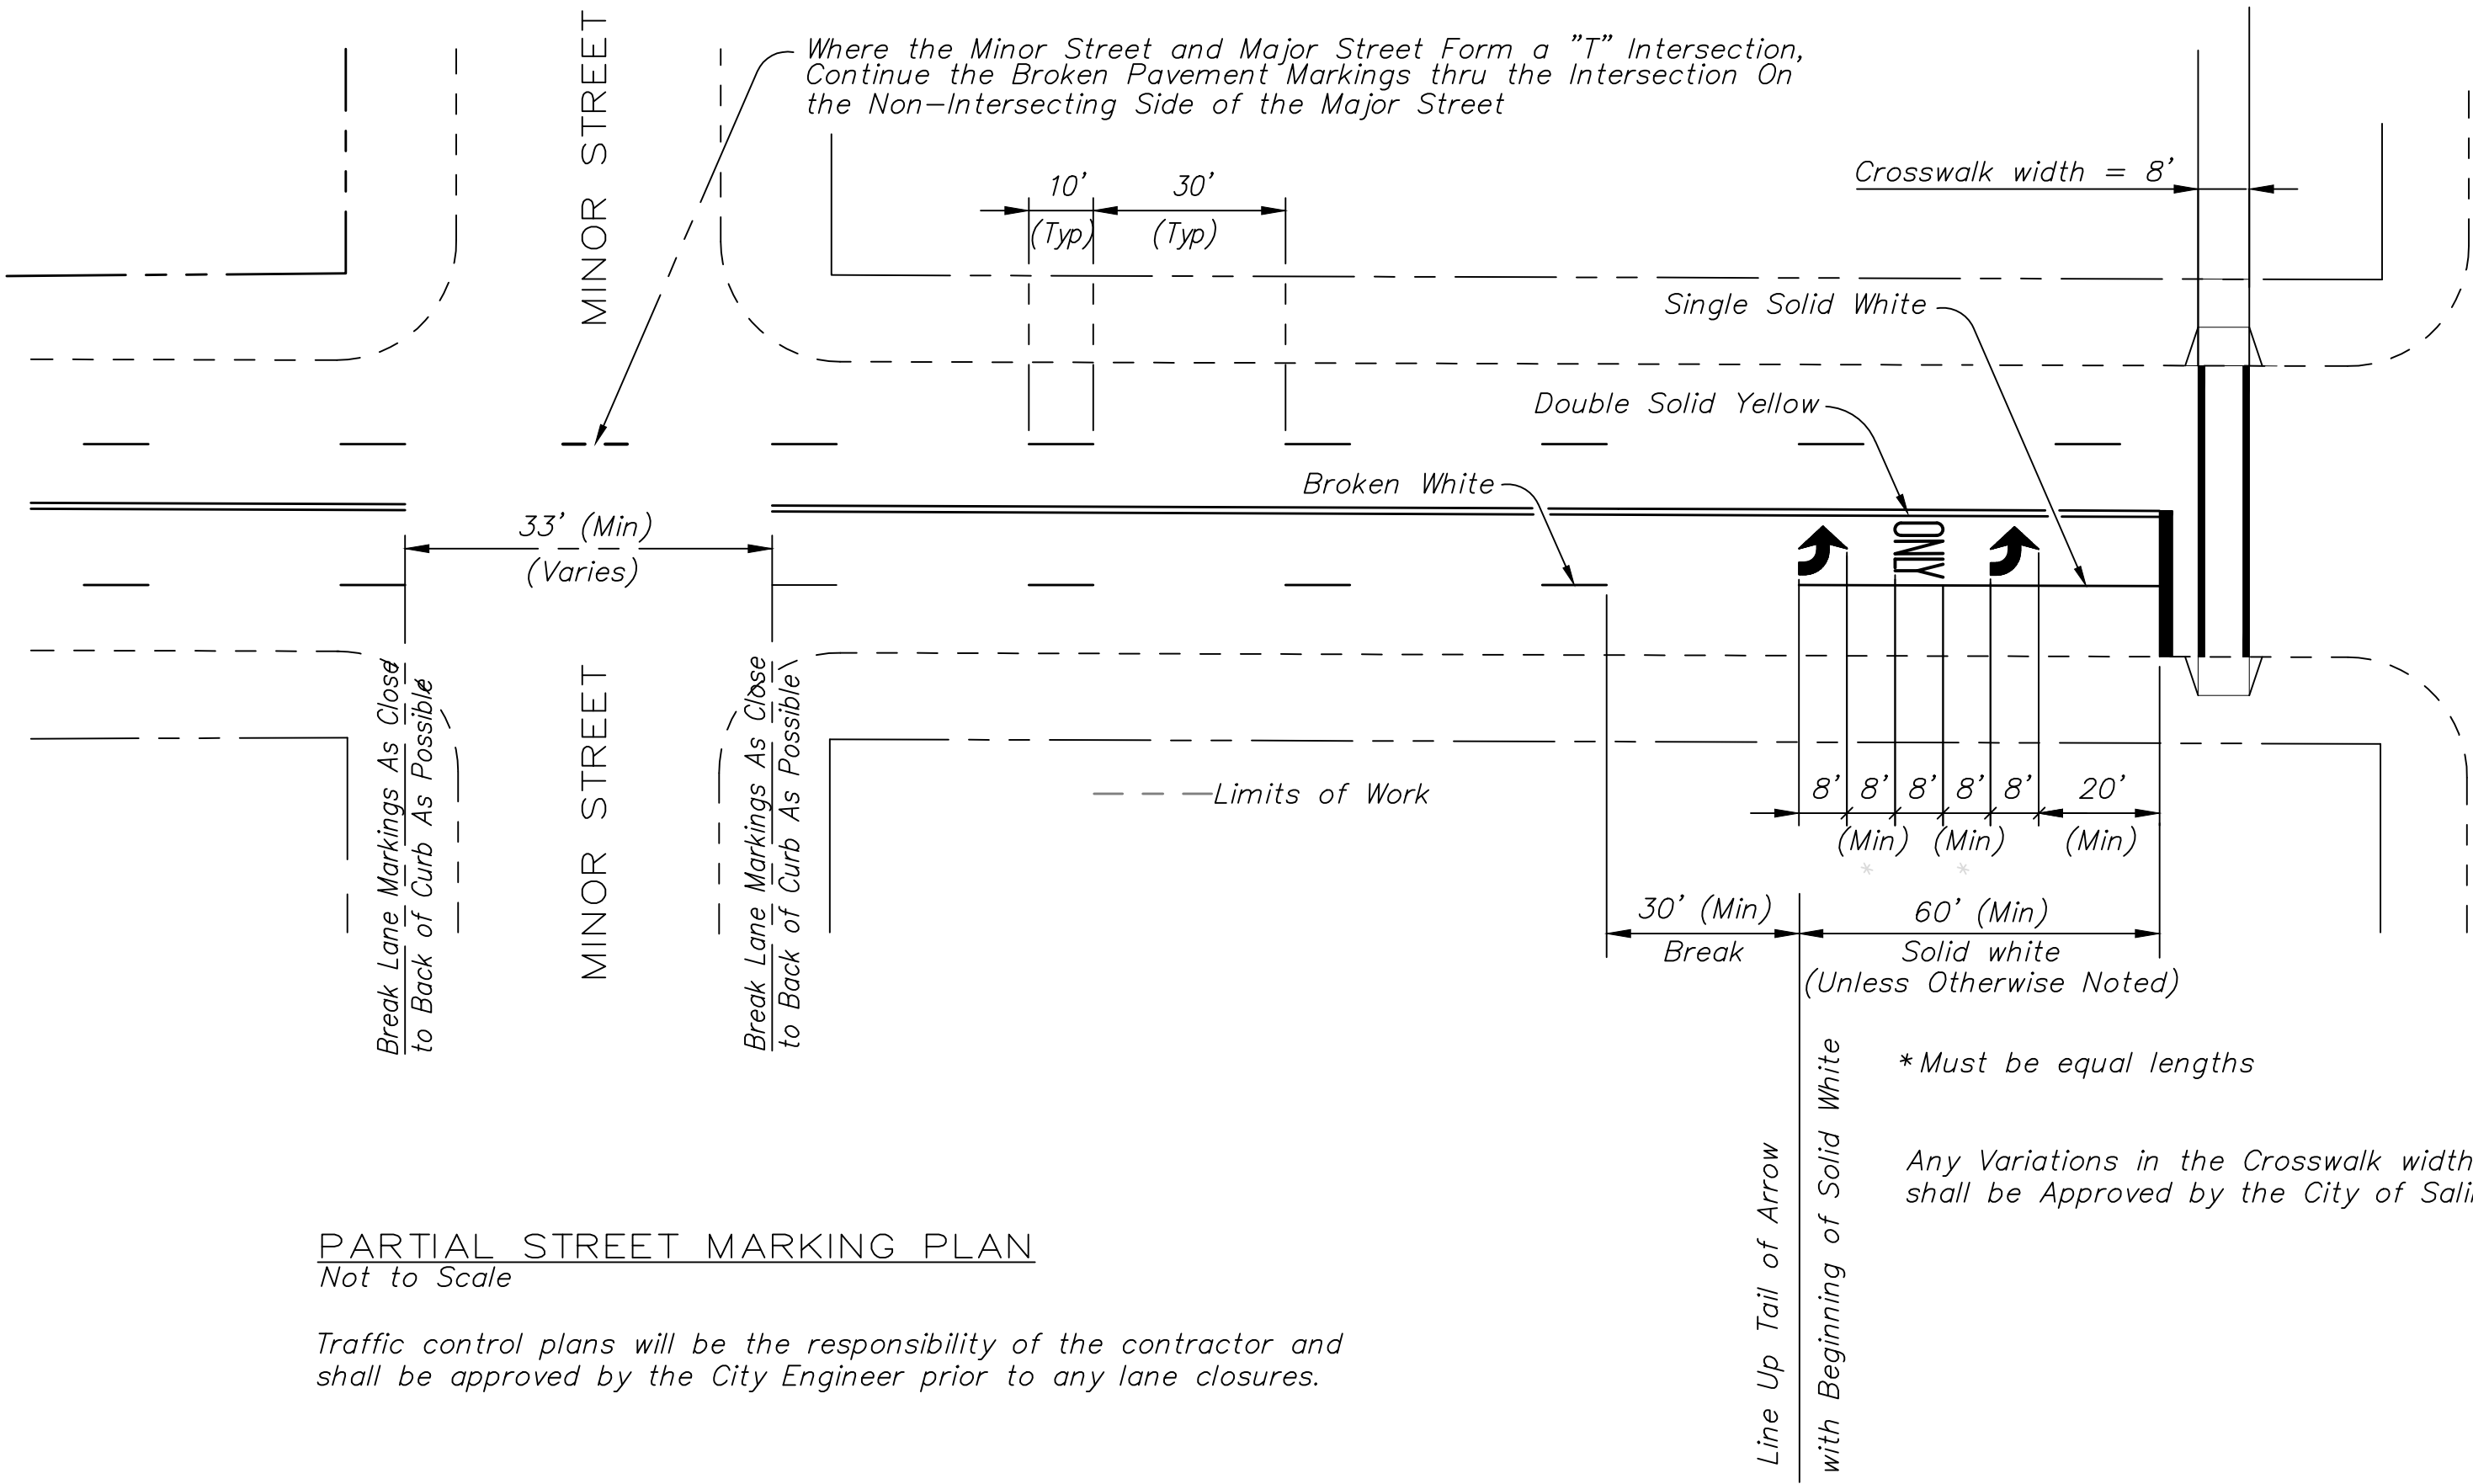 MINOR STREET
Where the Minor Street and Major Street Form a "T" Intersection,
Continue the Broken Pavement Markings thru the Intersection On
the Non-Intersecting Side of the Major Street
Crosswalk width = 8'
10'
(Typ)
30'
(Typ)
Single Solid White
Double Solid Yellow
Broken White
33' (Min)
(Varies)
ONLY
Break Lane Markings As Close
to Back of Curb As Possible
MINOR STREET
Break Lane Markings As Close
to Back of Curb As Possible
Limits of Work
8' 8' 8' 8' 8' 20'
(Min) (Min) (Min)
* *
30' (Min)
Break
60' (Min)
Solid white
(Unless Otherwise Noted)
Line Up Tail of Arrow
with Beginning of Solid White
* Must be equal lengths
Any Variations in the Crosswalk width
shall be Approved by the City of
PARTIAL STREET MARKING PLAN
Not to Scale
Traffic control plans will be the responsibility of the contractor and
shall be approved by the City Engineer prior to any lane closures.